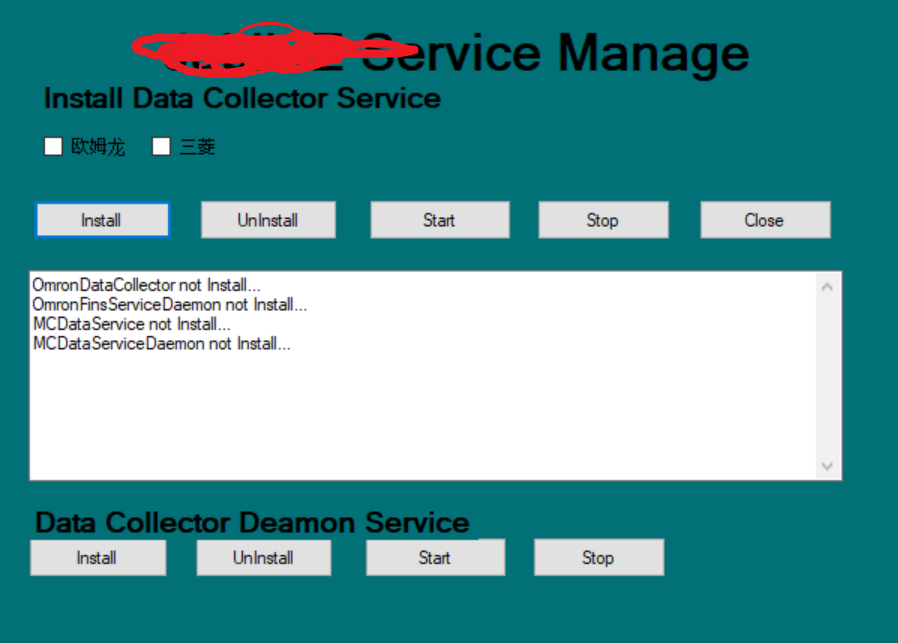 Service Manage
Install Data Collector Service
欧姆龙 三菱
Install UnInstall Start Stop Close
OmronDataCollector not Install...
OmronFinsServiceDaemon not Install...
MCDataService not Install...
MCDataServiceDaemon not Install...
Data Collector Deamon Service
Install UnInstall Start Stop